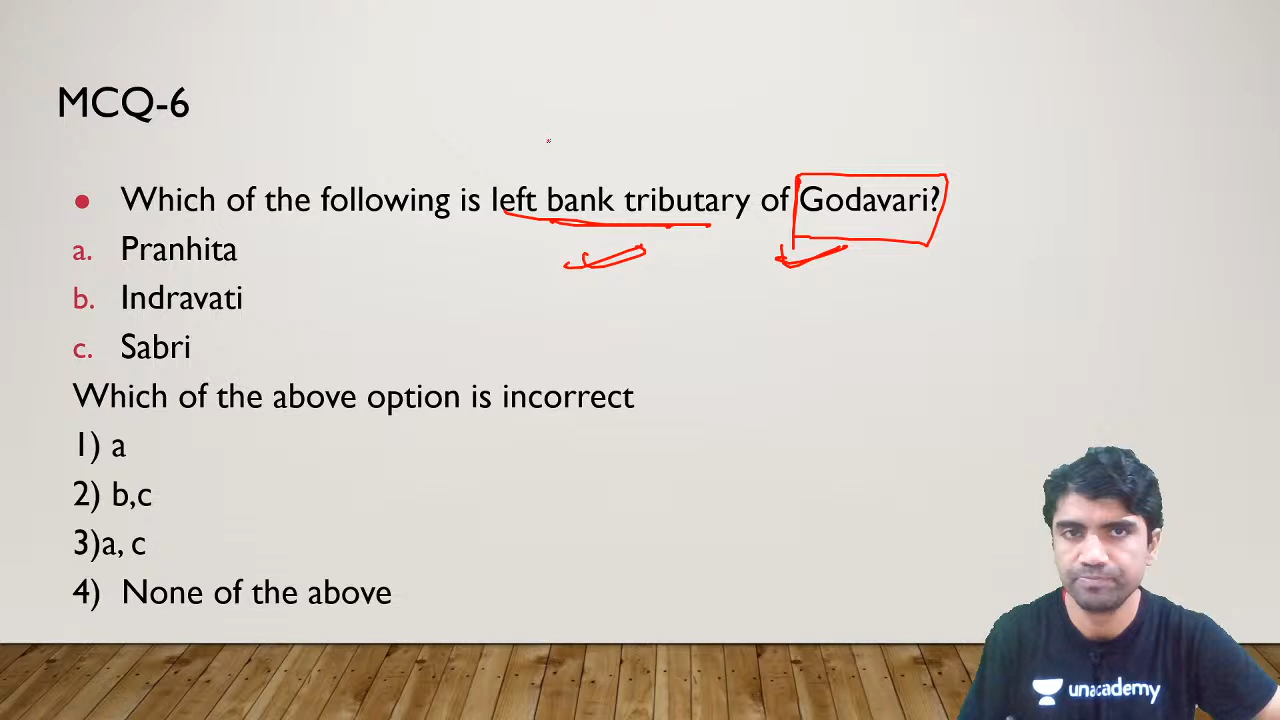 MCQ-6
● Which of the following is left bank tributary of Godavari?
a. Pranhita
b. Indravati
c. Sabri
Which of the above option is incorrect
1) a
2) b,c
3)a, c
4) None of the above
unacademy